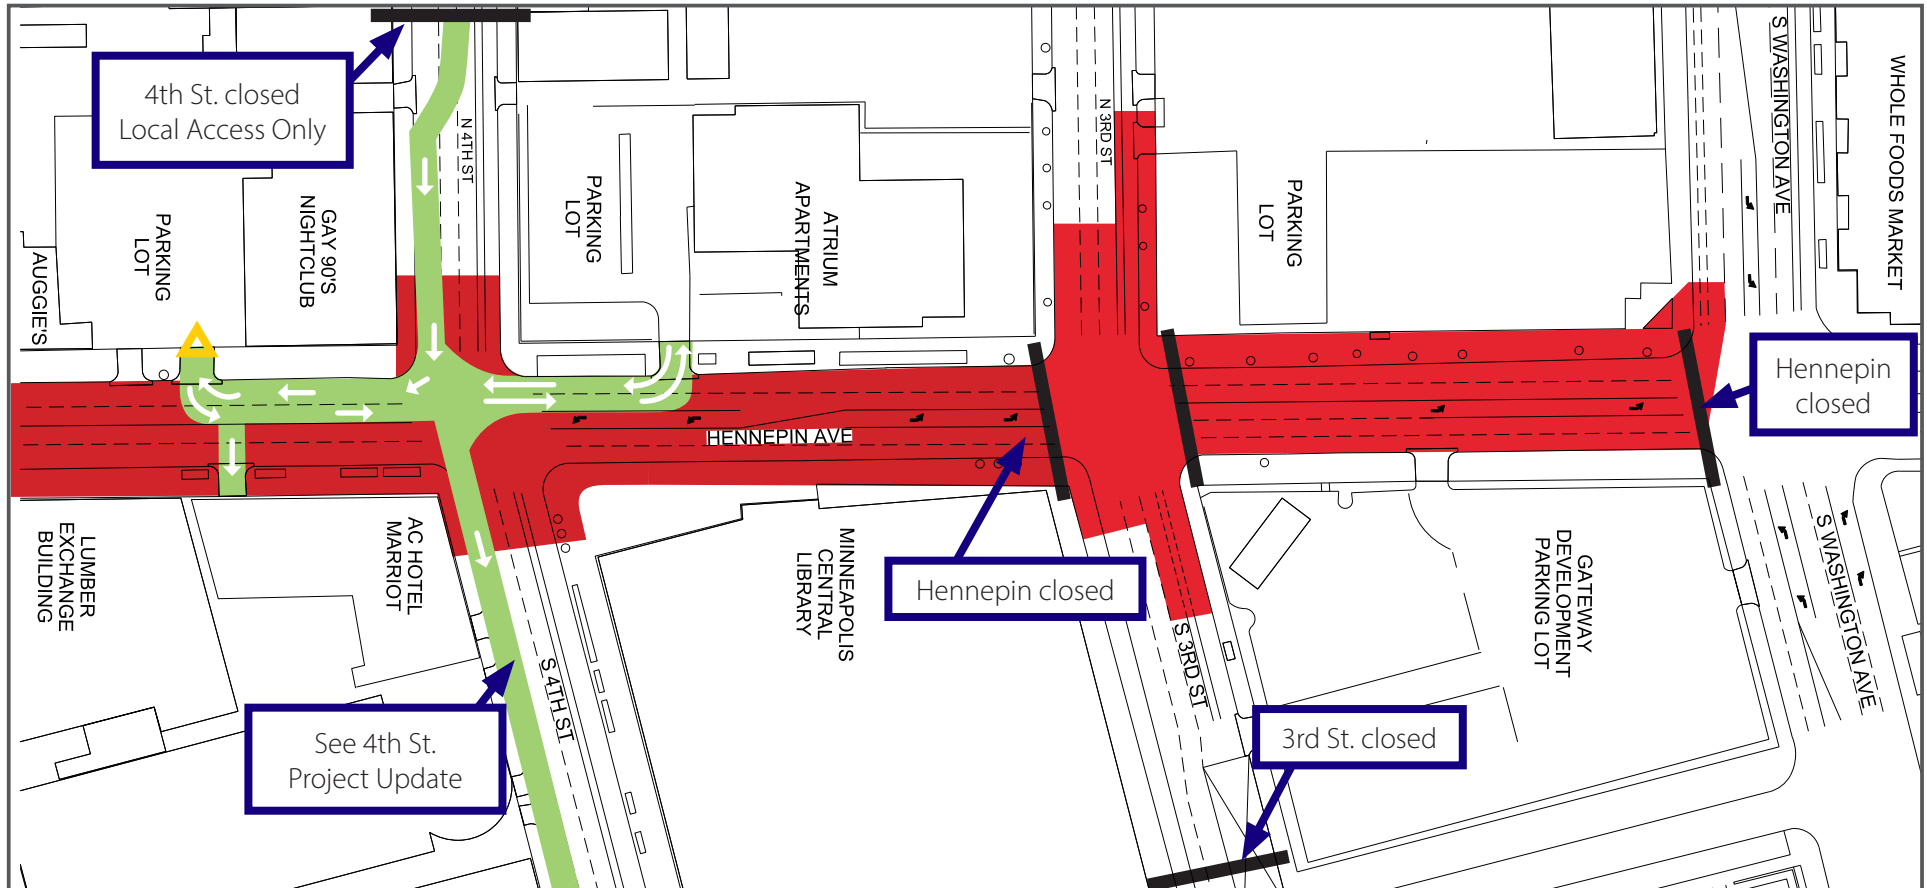 4th St. closed
Local Access Only
N 4TH ST
N 3RD ST
S WASHINGTON AVE
WHOLE FOODS MARKET
AUGGIE'S
PARKING
LOT
GAY 90'S
NIGHTCLUB
PARKING
LOT
ATRIUM
APARTMENTS
PARKING
LOT
Hennepin
closed
HENNEPIN AVE
LUMBER
EXCHANGE
BUILDING
AC HOTEL
MARRIOT
MINNEAPOLIS
CENTRAL
LIBRARY
Hennepin closed
GATEWAY
DEVELOPMENT
PARKING LOT
S WASHINGTON AVE
S 4TH ST
S 3RD ST
See 4th St.
Project Update
3rd St. closed